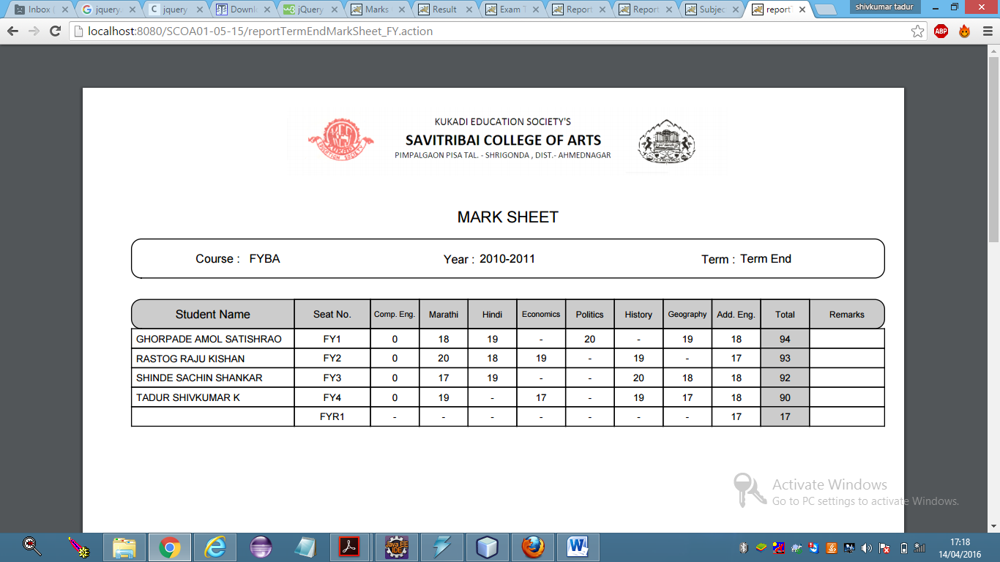 Inbox (
jquery.
jquery
Downl
jQuery
Marks
Result
Exam T
Report
Report
Subjec
reportT
shivkumar tadur
localhost:8080/SCOA01-05-15/reportTermEndMarkSheet_FY.action
ABP
KUKADI EDUCATION SOCIETY'S
SAVITRIBAI COLLEGE OF ARTS
PIMPALGAON PISA TAL. - SHRIGONDA , DIST.- AHMEDNAGAR
MARK SHEET
Course : FYBA Year : 2010-2011 Term : Term End
Student Name Seat No. Comp. Eng. Marathi Hindi Economics Politics History Geography Add. Eng. Total Remarks
GHORPADE AMOL SATISHRAO FY1 0 18 19 - 20 - 19 18 94
RASTOG RAJU KISHAN FY2 0 20 18 19 - 19 - 17 93
SHINDE SACHIN SHANKAR FY3 0 17 19 - - 20 18 18 92
TADUR SHIVKUMAR K FY4 0 19 - 17 - 19 17 18 90
FYR1 - - - - - - - 17 17
Activate Windows
Go to PC settings to activate Windows.
Java EE
IDE
17:18
14/04/2016